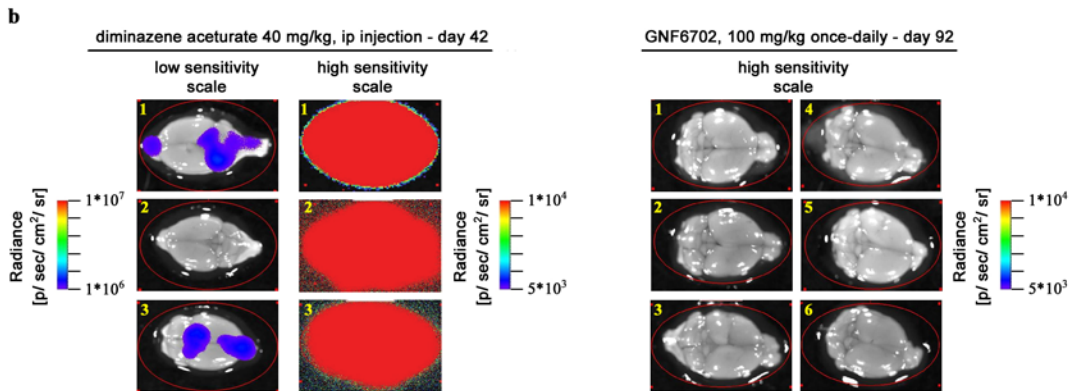 b
diminazene aceturate 40 mg/kg, ip injection - day 42
low sensitivity
scale
high sensitivity
scale
1
1
2
2
3
3
Radiance
[p/ sec/ cm²/ sr]
1*10⁷
1*10⁶
Radiance
[p/ sec/ cm²/ sr]
1*10⁴
5*10³
GNF6702, 100 mg/kg once-daily - day 92
high sensitivity
scale
1
4
2
5
3
6
Radiance
[p/ sec/ cm²/ sr]
1*10⁴
5*10³